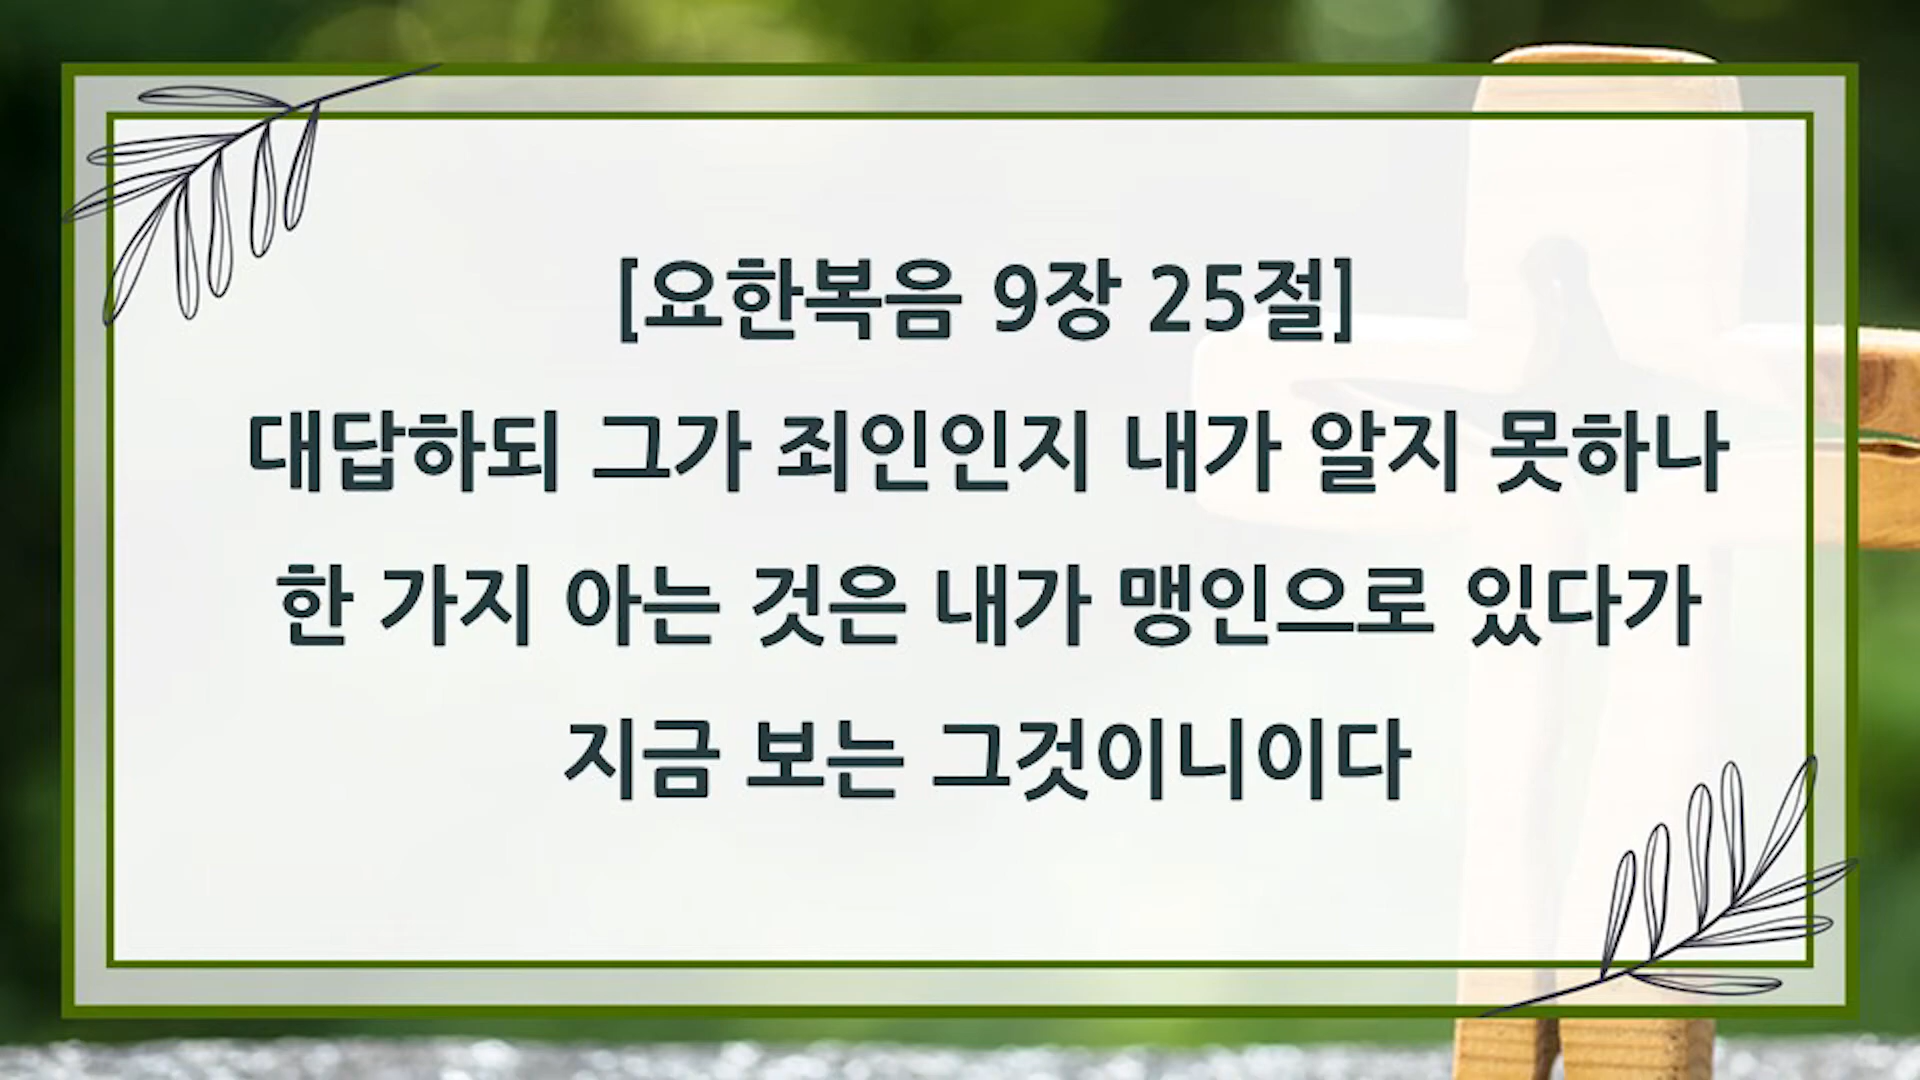 [요한복음 9장 25절]
대답하되 그가 죄인인지 내가 알지 못하나
한 가지 아는 것은 내가 맹인으로 있다가
지금 보는 그것이니이다